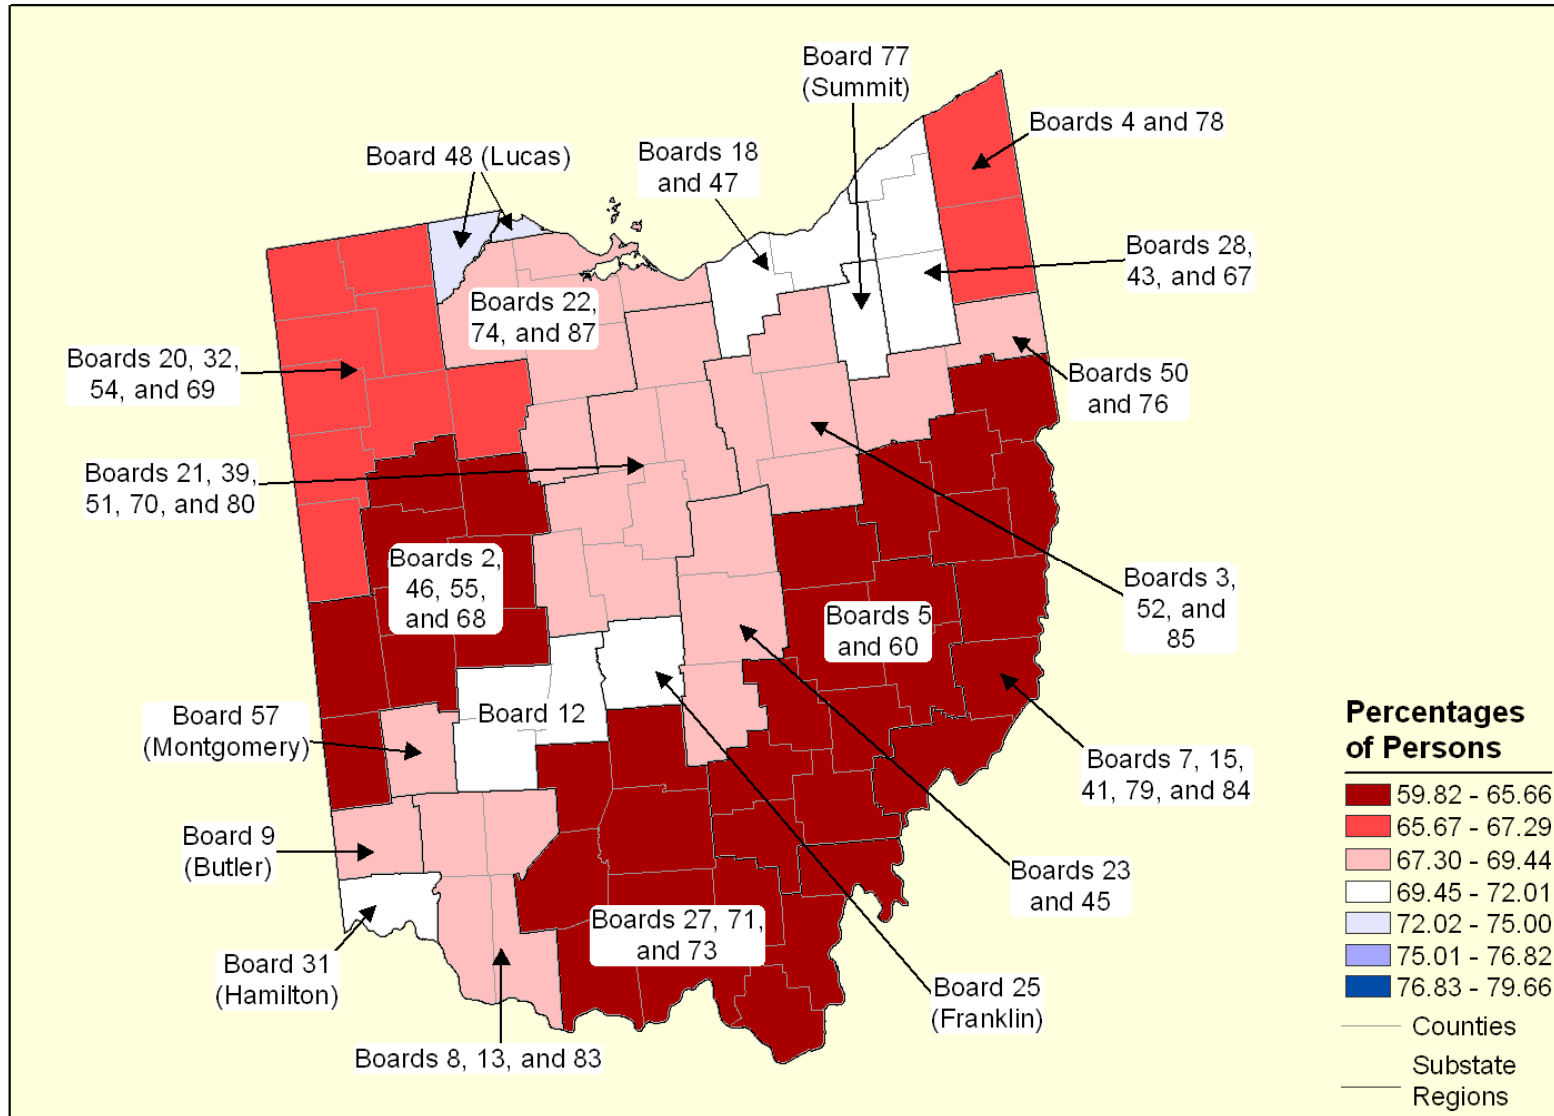 Board 77
(Summit)
Boards 4 and 78
Board 48 (Lucas)
Boards 18
and 47
Boards 28,
43, and 67
Boards 22,
74, and 87
Boards 20, 32,
54, and 69
Boards 50
and 76
Boards 21, 39,
51, 70, and 80
Boards 2,
46, 55,
and 68
Boards 3,
52, and
85
Boards 5
and 60
Board 57
(Montgomery)
Board 12
Boards 7, 15,
41, 79, and 84
Board 9
(Butler)
Boards 23
and 45
Boards 27, 71,
and 73
Board 31
(Hamilton)
Board 25
(Franklin)
Boards 8, 13, and 83
Percentages
of Persons
59.82 - 65.66
65.67 - 67.29
67.30 - 69.44
69.45 - 72.01
72.02 - 75.00
75.01 - 76.82
76.83 - 79.66
Counties
Substate
Regions